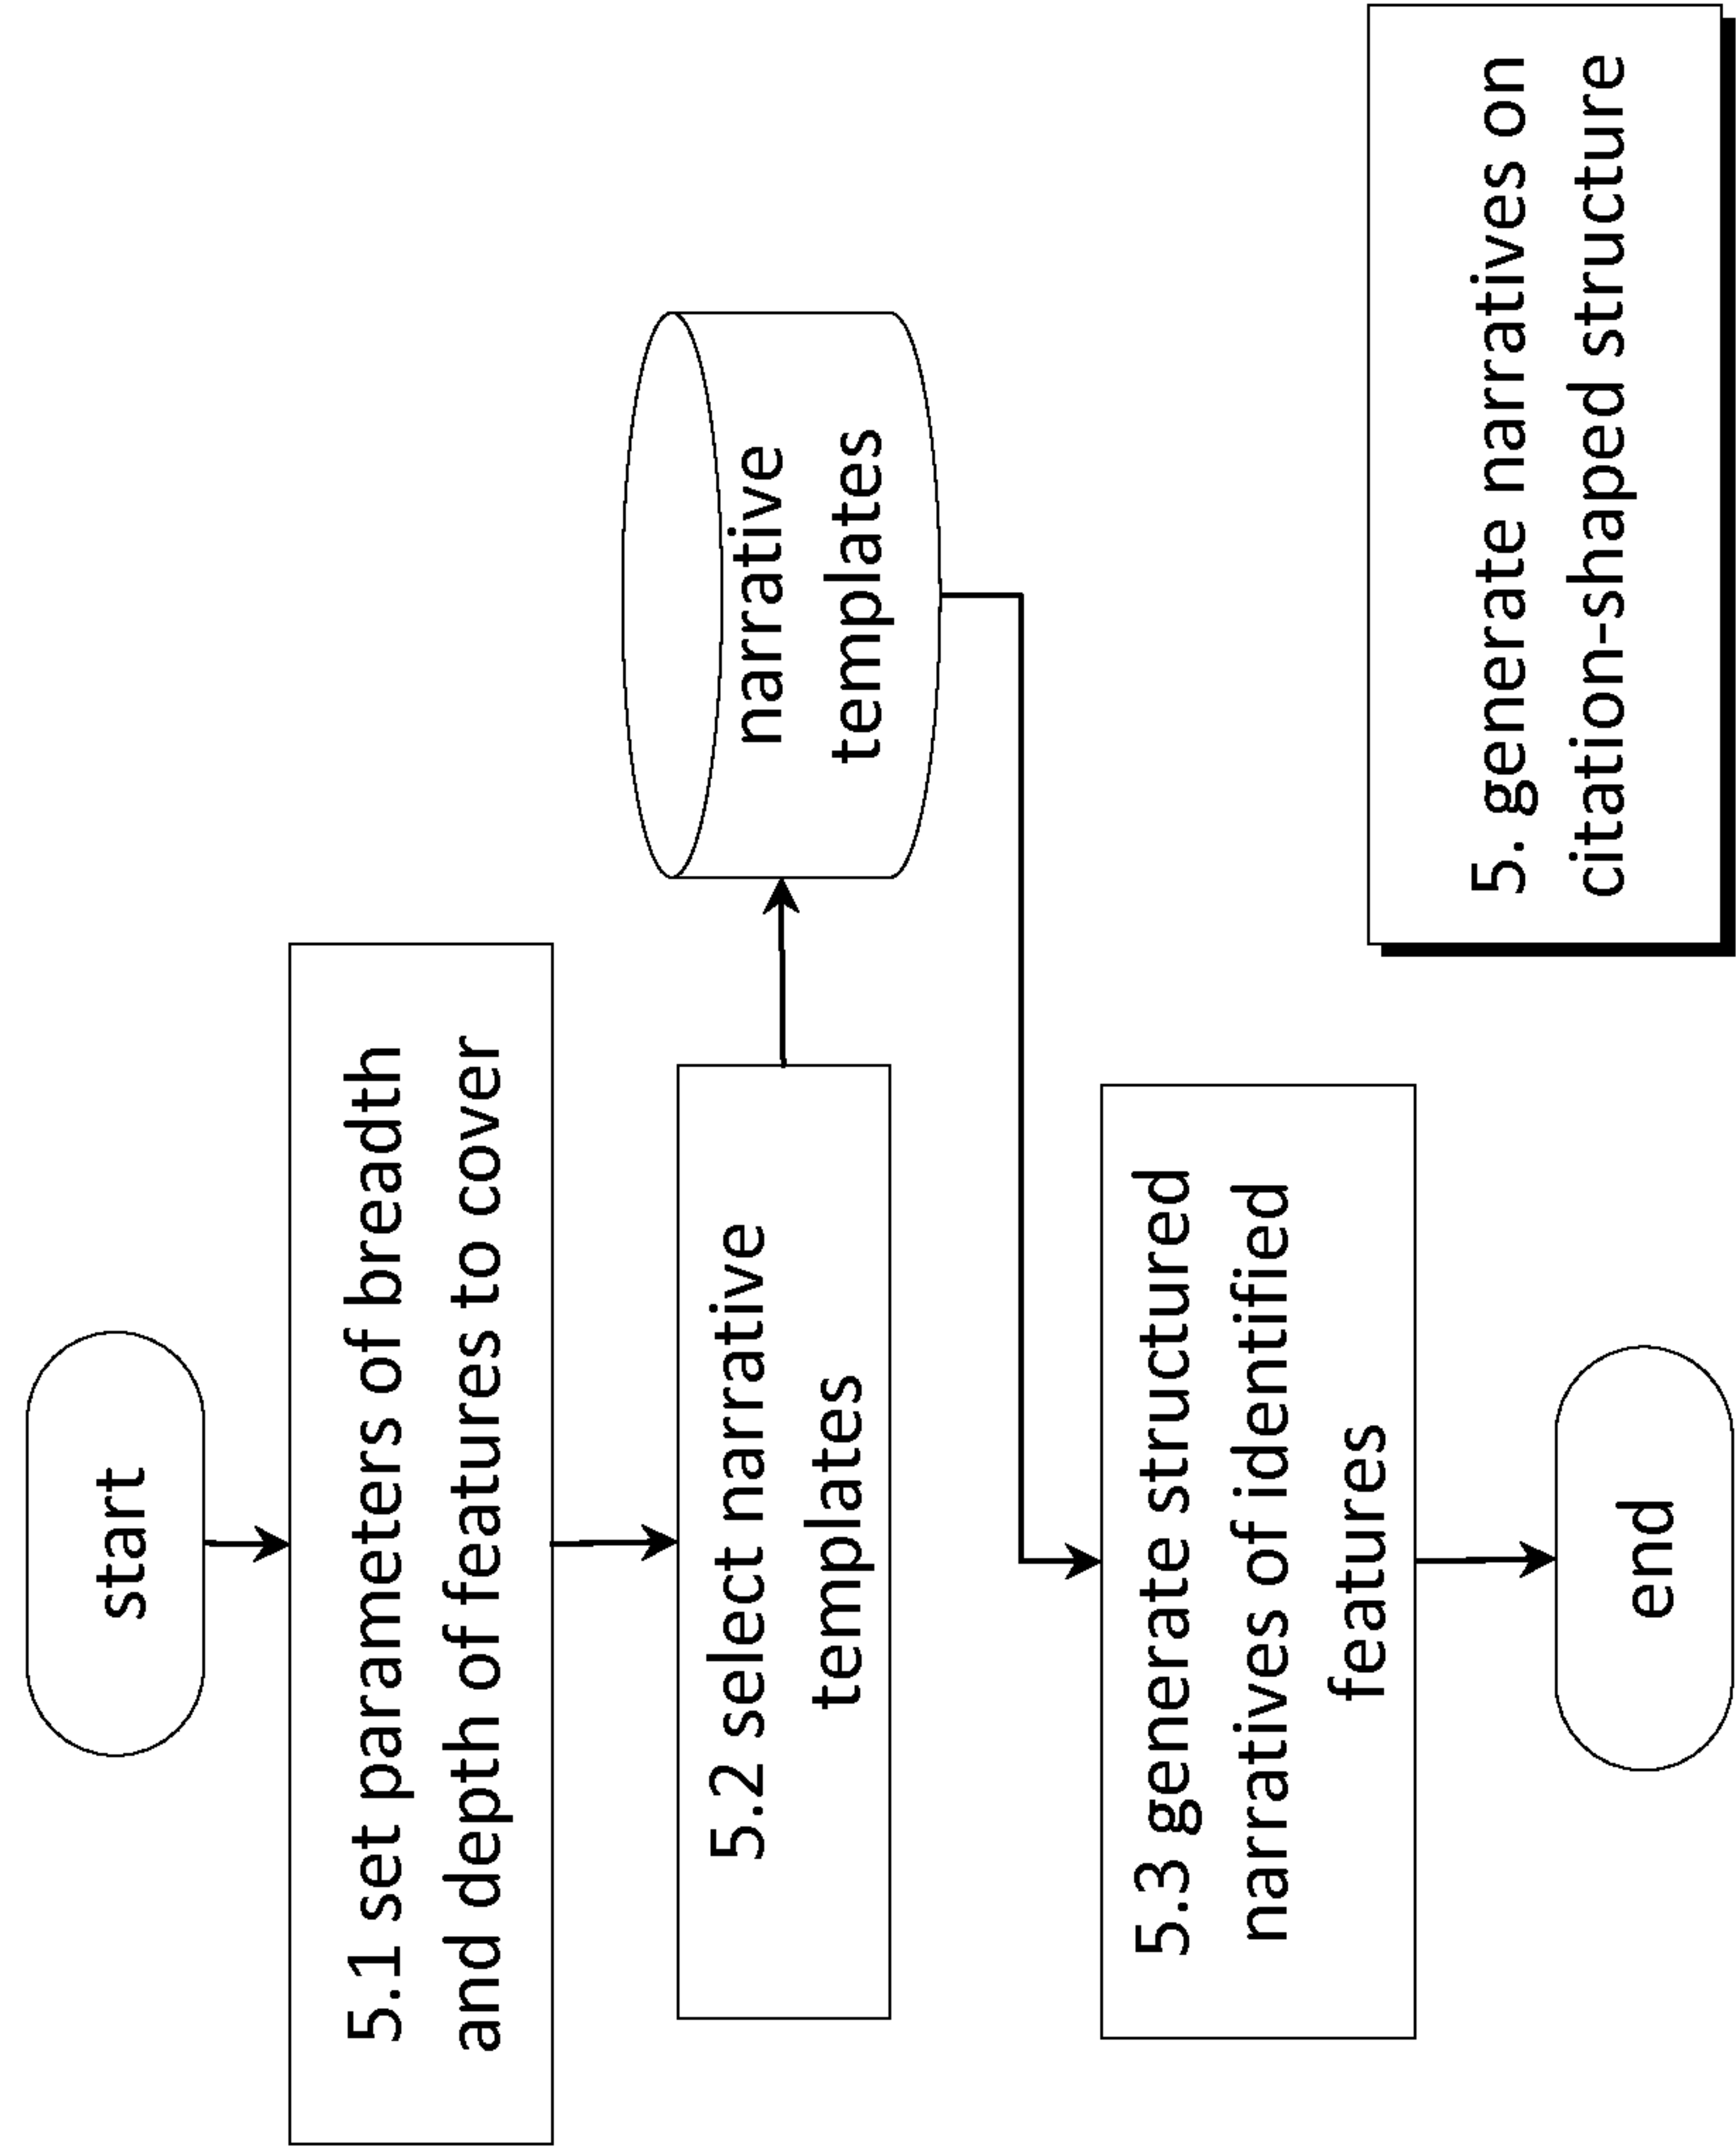 start
5.1 set parameters of breadth
and depth of features to cover
5.2 select narrative
templates
narrative
templates
5.3 generate structured
narratives of identified
features
end
5. generate narratives on
citation-shaped structure